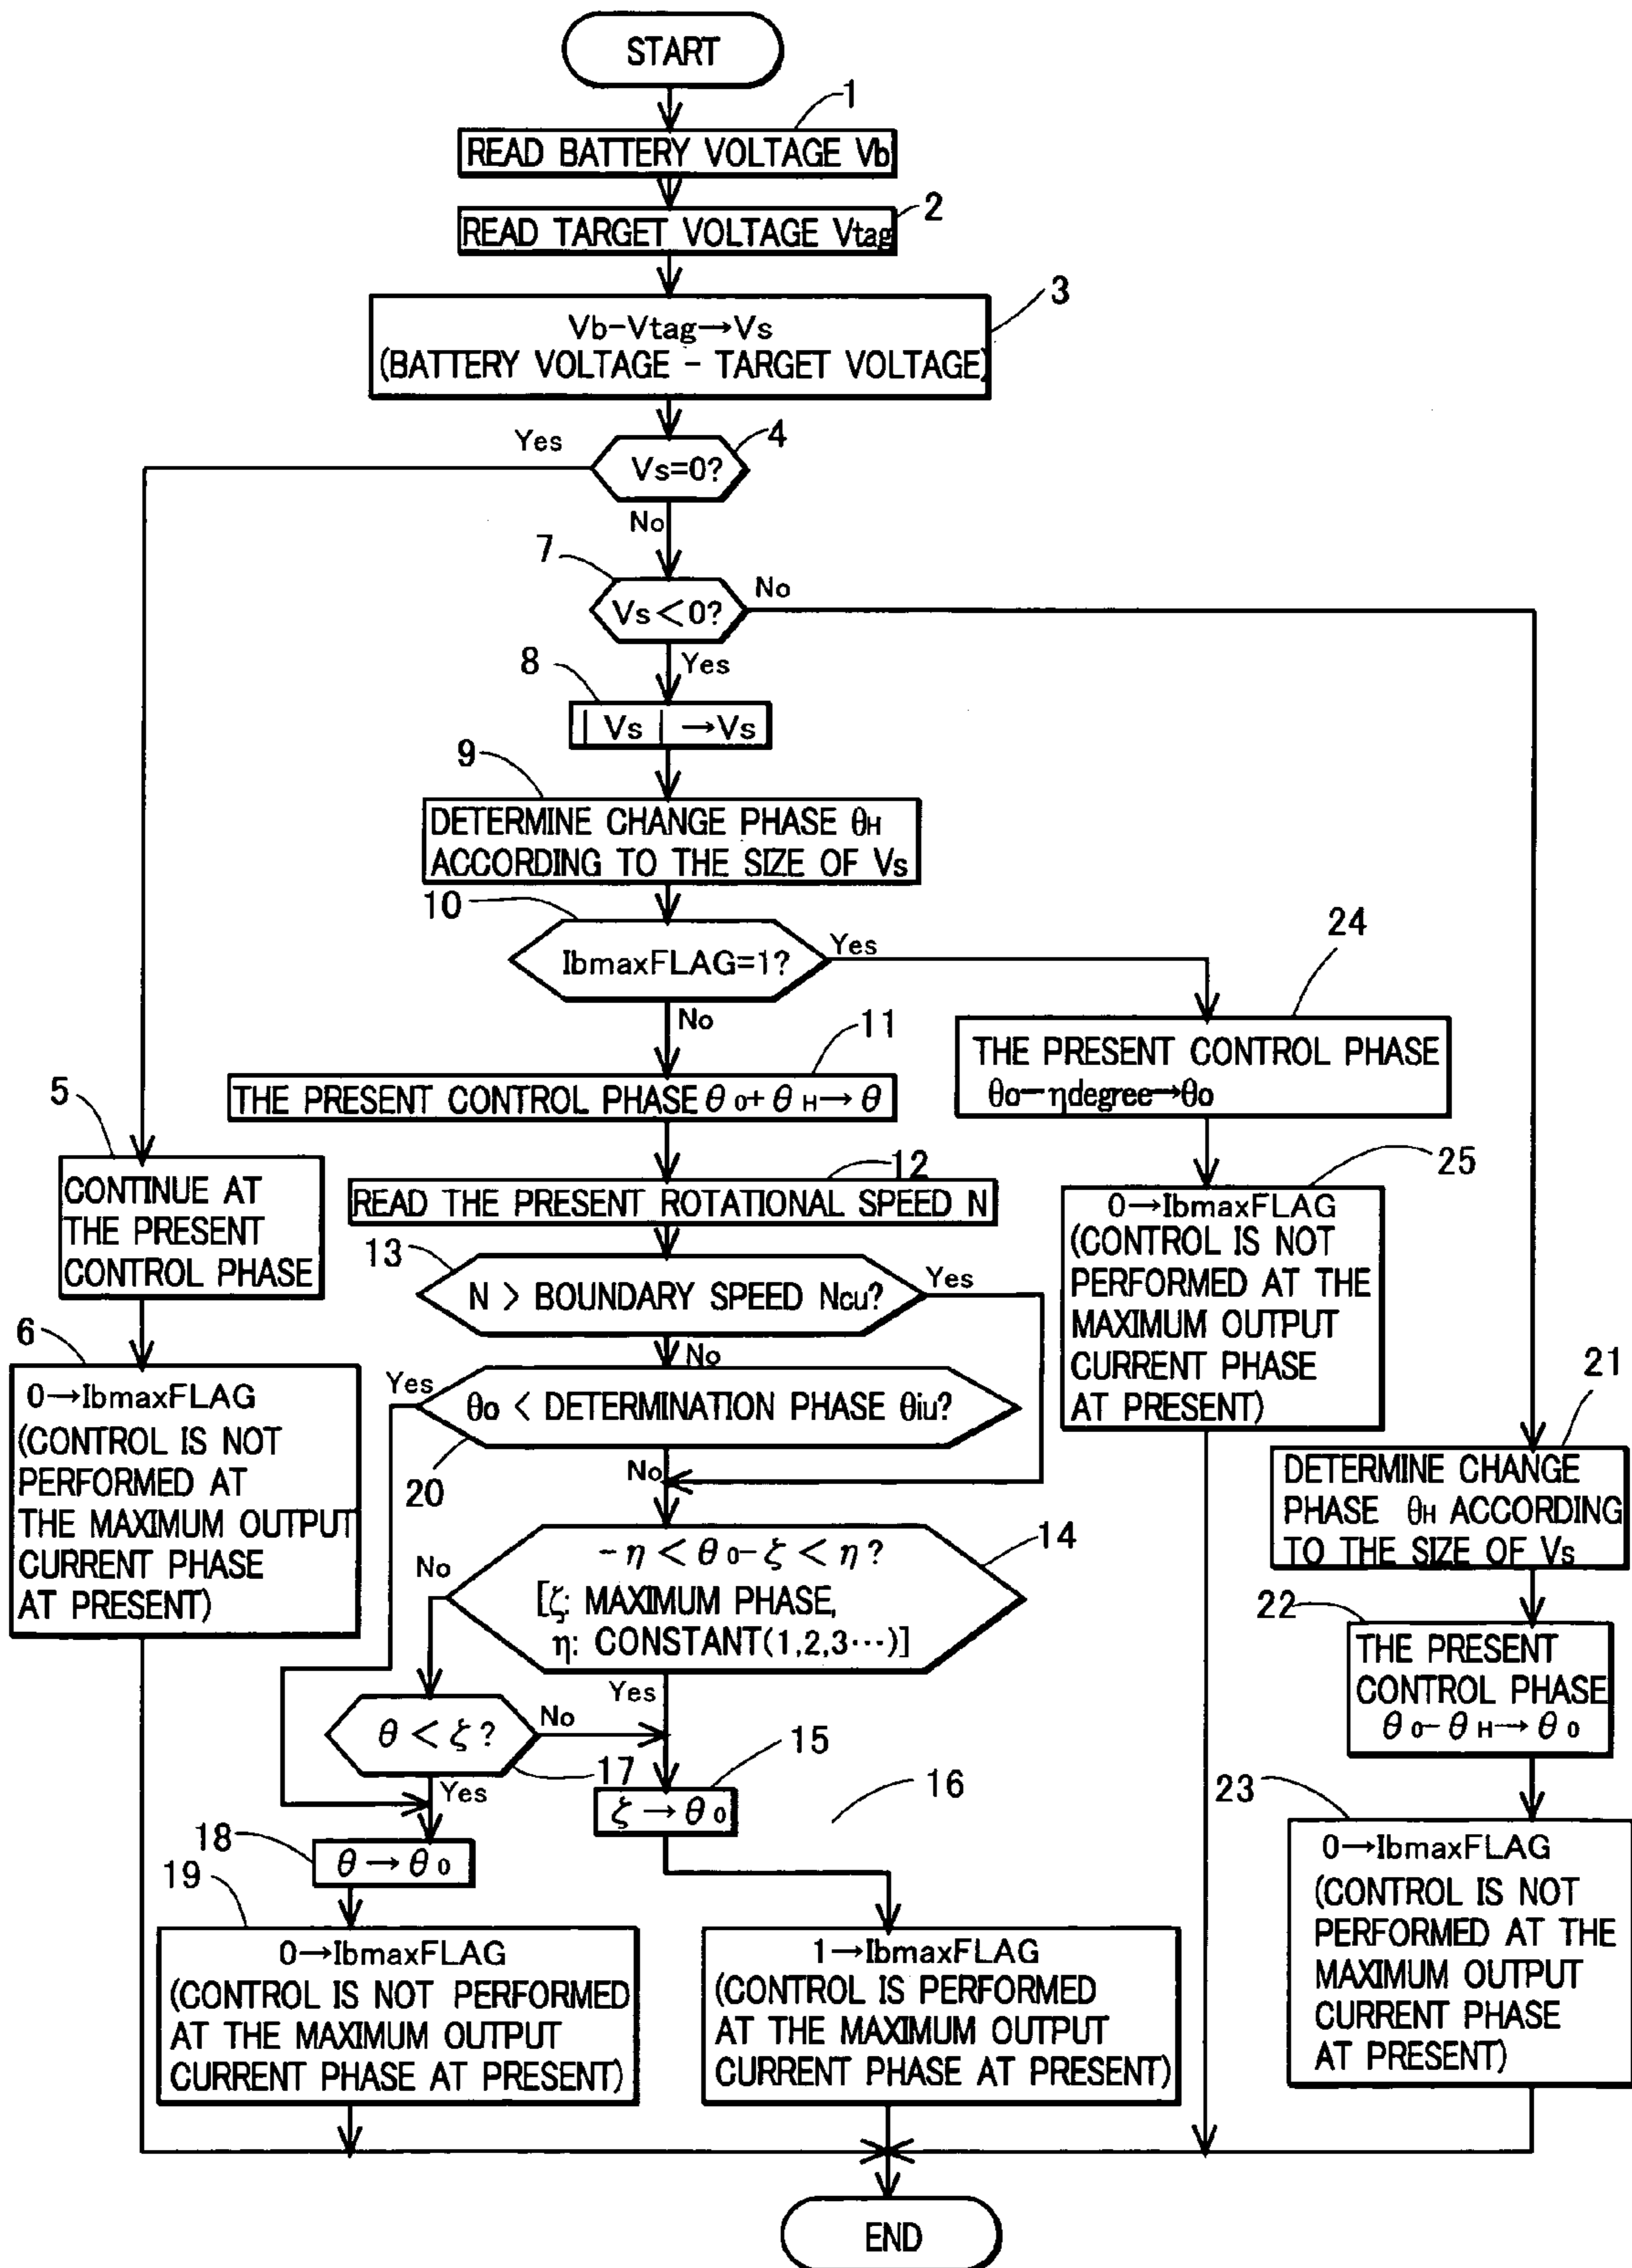 START
1
READ BATTERY VOLTAGE Vb
2
READ TARGET VOLTAGE Vtag
3
Vb-Vtag→Vs
(BATTERY VOLTAGE - TARGET VOLTAGE)
4
Yes
Vs=0?
No
7
No
Vs<0?
8
Yes
| Vs | →Vs
9
DETERMINE CHANGE PHASE θH
ACCORDING TO THE SIZE OF Vs
10
IbmaxFLAG=1?
Yes
No
24
THE PRESENT CONTROL PHASE
θo-ηdegree→θo
11
THE PRESENT CONTROL PHASE θ0+θH→θ
5
CONTINUE AT
THE PRESENT
CONTROL PHASE
12
READ THE PRESENT ROTATIONAL SPEED N
25
0→IbmaxFLAG
(CONTROL IS NOT
PERFORMED AT THE
MAXIMUM OUTPUT
CURRENT PHASE
AT PRESENT)
13
N > BOUNDARY SPEED Ncu?
Yes
No
6
0→IbmaxFLAG
(CONTROL IS NOT
PERFORMED AT
THE MAXIMUM OUTPUT
CURRENT PHASE
AT PRESENT)
Yes
θo < DETERMINATION PHASE θiu?
20
No
21
DETERMINE CHANGE
PHASE θH ACCORDING
TO THE SIZE OF Vs
14
-η<θ0-ζ<η?
[ζ: MAXIMUM PHASE,
η: CONSTANT(1,2,3···)]
No
Yes
22
THE PRESENT
CONTROL PHASE
θ0-θH→θ0
θ<ζ?
No
17
Yes
15
ζ→θ0
16
23
0→IbmaxFLAG
(CONTROL IS NOT
PERFORMED AT THE
MAXIMUM OUTPUT
CURRENT PHASE
AT PRESENT)
18
θ→θ0
19
0→IbmaxFLAG
(CONTROL IS NOT PERFORMED
AT THE MAXIMUM OUTPUT
CURRENT PHASE AT PRESENT)
1→IbmaxFLAG
(CONTROL IS PERFORMED
AT THE MAXIMUM OUTPUT
CURRENT PHASE AT PRESENT)
END